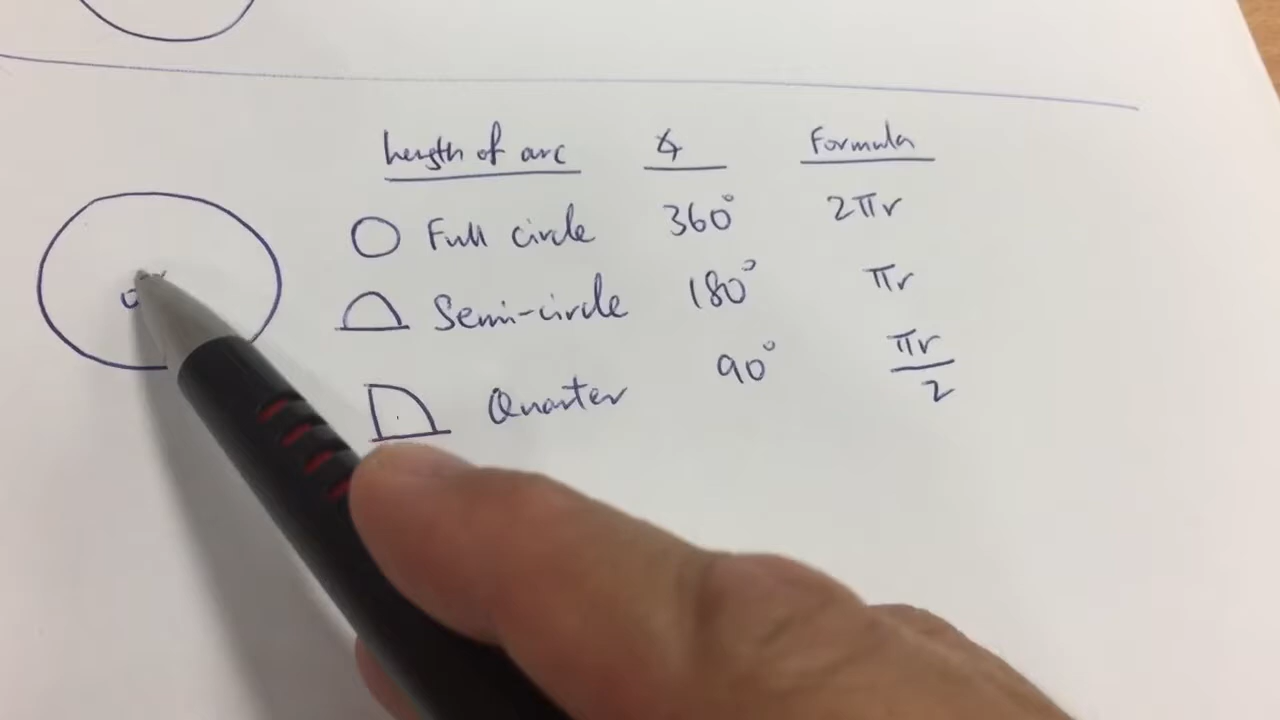 Length of arc ∡ Formula
Full circle 360° 2πr
Semi-circle 180° πr
Quarter 90° πr/2
O